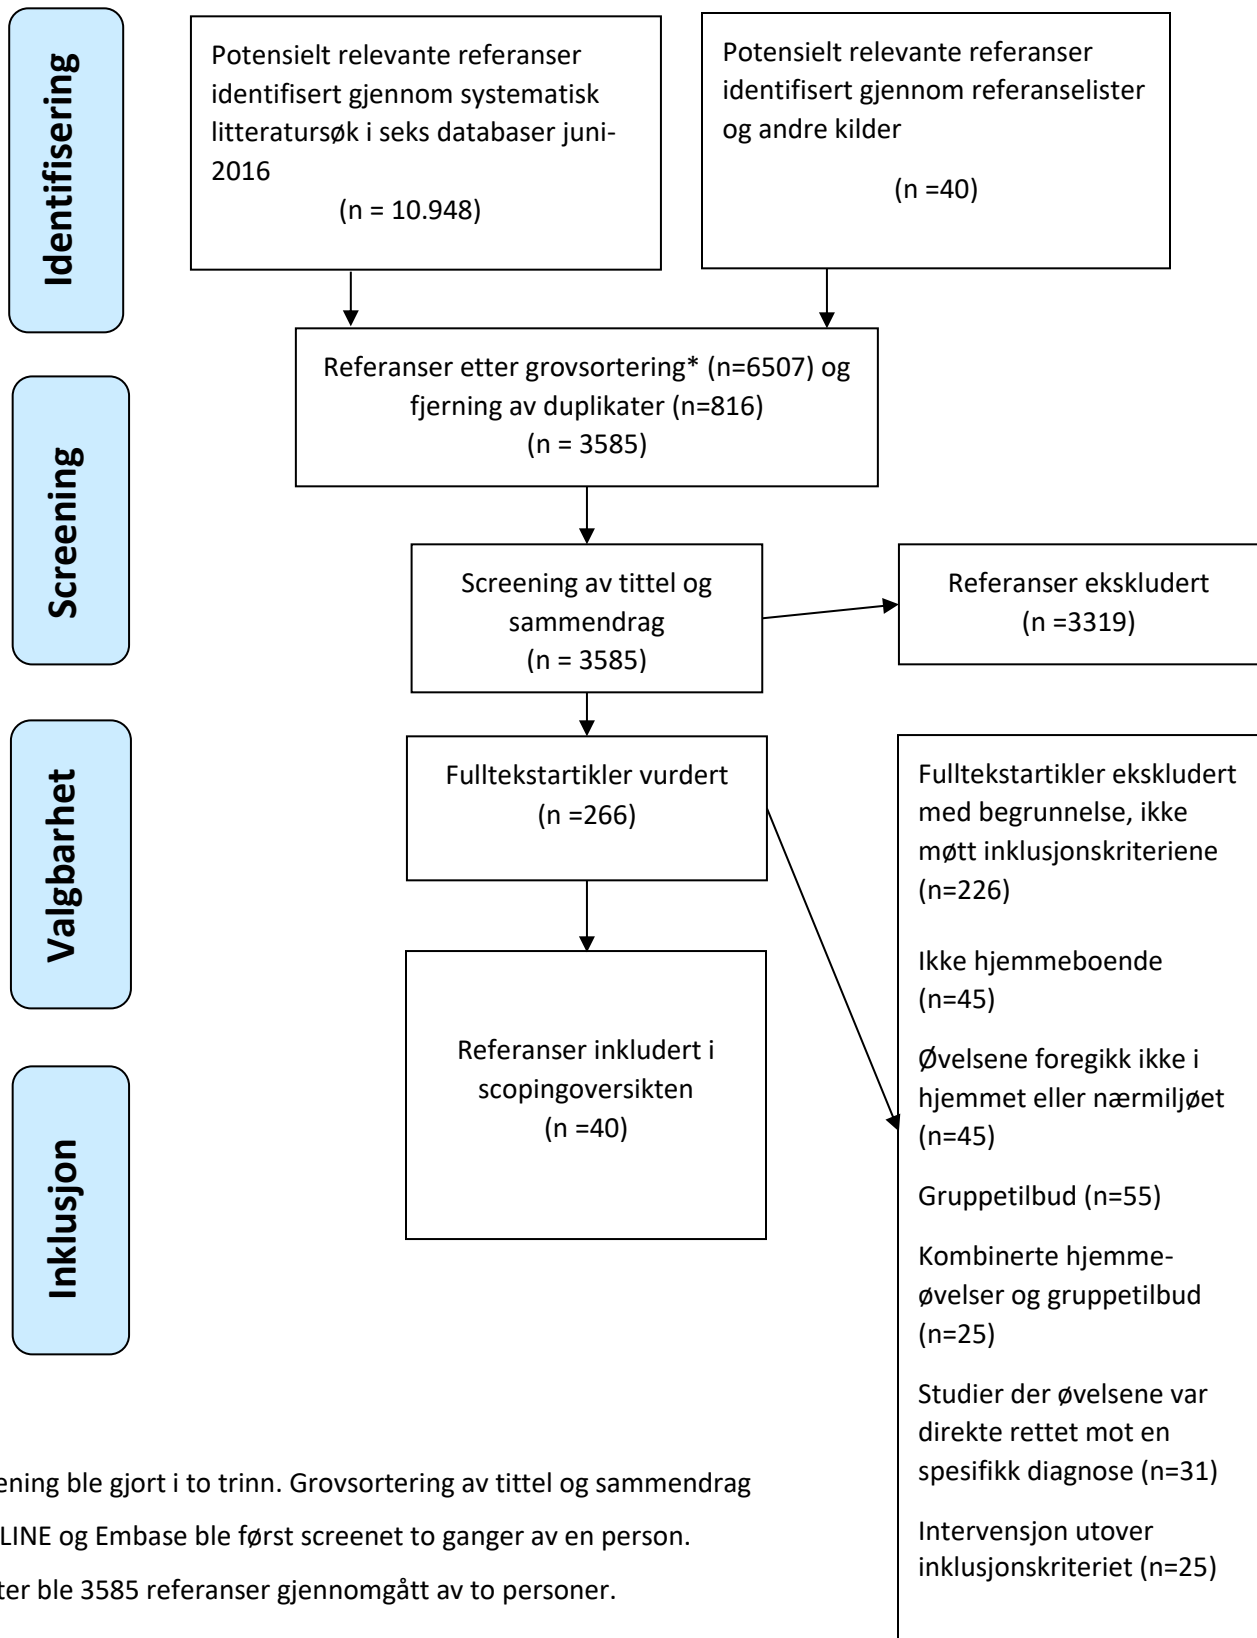 Identifisering
Potensielt relevante referanser
identifisert gjennom systematisk
litteratursøk i seks databaser juni-
2016
(n = 10.948)
Potensielt relevante referanser
identifisert gjennom referanselister
og andre kilder
(n =40)
Referanser etter grovsortering* (n=6507) og
fjerning av duplikater (n=816)
(n = 3585)
Screening
Screening av tittel og
sammendrag
(n = 3585)
Referanser ekskludert
(n =3319)
Valgbarhet
Fulltekstartikler vurdert
(n =266)
Fulltekstartikler ekskludert
med begrunnelse, ikke
møtt inklusjonskriteriene
(n=226)
Ikke hjemmeboende
(n=45)
Øvelsene foregikk ikke i
hjemmet eller nærmiljøet
(n=45)
Gruppetilbud (n=55)
Kombinerte hjemme-
øvelser og gruppetilbud
(n=25)
Studier der øvelsene var
direkte rettet mot en
spesifikk diagnose (n=31)
Intervensjon utover
inklusjonskriteriet (n=25)
Inklusjon
Referanser inkludert i
scopingoversikten
(n =40)
ening ble gjort i to trinn. Grovsortering av tittel og sammendrag
LINE og Embase ble først screenet to ganger av en person.
ter ble 3585 referanser gjennomgått av to personer.